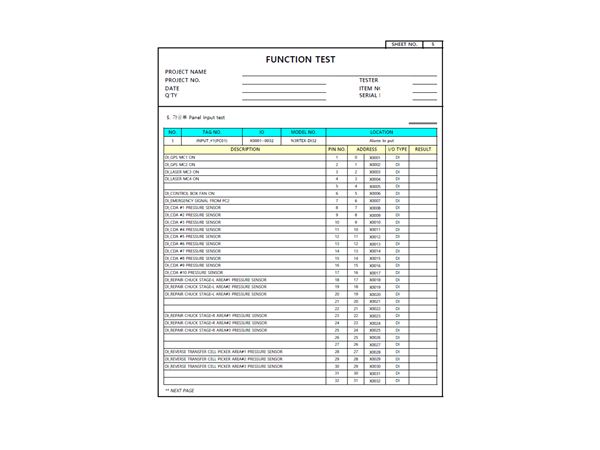 SHEET NO. 5
FUNCTION TEST
PROJECT NAME
PROJECT NO. TESTER
DATE ITEM NO
Q'TY SERIAL
5. 가공부 Panel Input test
NO. TAG NO. IO MODEL NO. LOCATION
1 INPUT_Y1(PC01) X0001~0032 Alarm In put
DESCRIPTION PIN NO. ADDRESS I/O TYPE RESULT
DI_GPS MC1 ON 1 0 X0001 DI
DI_GPS MC2 ON 2 1 X0002 DI
DI_LASER MC3 ON 3 2 X0003 DI
DI_LASER MC4 ON 4 3 X0004 DI
5 4 X0005 DI
DI_CONTROL BOX FAN ON 6 5 X0006 DI
DI_EMERGENCY SIGNAL FROM PC2 7 6 X0007 DI
DI_CDA #1 PRESSURE SENSOR 8 7 X0008 DI
DI_CDA #2 PRESSURE SENSOR 9 8 X0009 DI
DI_CDA #3 PRESSURE SENSOR 10 9 X0010 DI
DI_CDA #4 PRESSURE SENSOR 11 10 X0011 DI
DI_CDA #5 PRESSURE SENSOR 12 11 X0012 DI
DI_CDA #6 PRESSURE SENSOR 13 12 X0013 DI
DI_CDA #7 PRESSURE SENSOR 14 13 X0014 DI
DI_CDA #8 PRESSURE SENSOR 15 14 X0015 DI
DI_CDA #9 PRESSURE SENSOR 16 15 X0016 DI
DI_CDA #10 PRESSURE SENSOR 17 16 X0017 DI
DI_REPAIR CHUCK STAGE-L AREA#1 PRESSURE SENSOR 18 17 X0018 DI
DI_REPAIR CHUCK STAGE-L AREA#2 PRESSURE SENSOR 19 18 X0019 DI
DI_REPAIR CHUCK STAGE-L AREA#3 PRESSURE SENSOR 20 19 X0020 DI
21 20 X0021 DI
22 21 X0022 DI
DI_REPAIR CHUCK STAGE-R AREA#1 PRESSURE SENSOR 23 22 X0023 DI
DI_REPAIR CHUCK STAGE-R AREA#2 PRESSURE SENSOR 24 23 X0024 DI
DI_REPAIR CHUCK STAGE-R AREA#3 PRESSURE SENSOR 25 24 X0025 DI
26 25 X0026 DI
27 26 X0027 DI
DI_REVERSE TRANSFER CELL PICKER AREA#1 PRESSURE SENSOR 28 27 X0028 DI
DI_REVERSE TRANSFER CELL PICKER AREA#2 PRESSURE SENSOR 29 28 X0029 DI
DI_REVERSE TRANSFER CELL PICKER AREA#3 PRESSURE SENSOR 30 29 X0030 DI
31 30 X0031 DI
32 31 X0032 DI
** NEXT PAGE